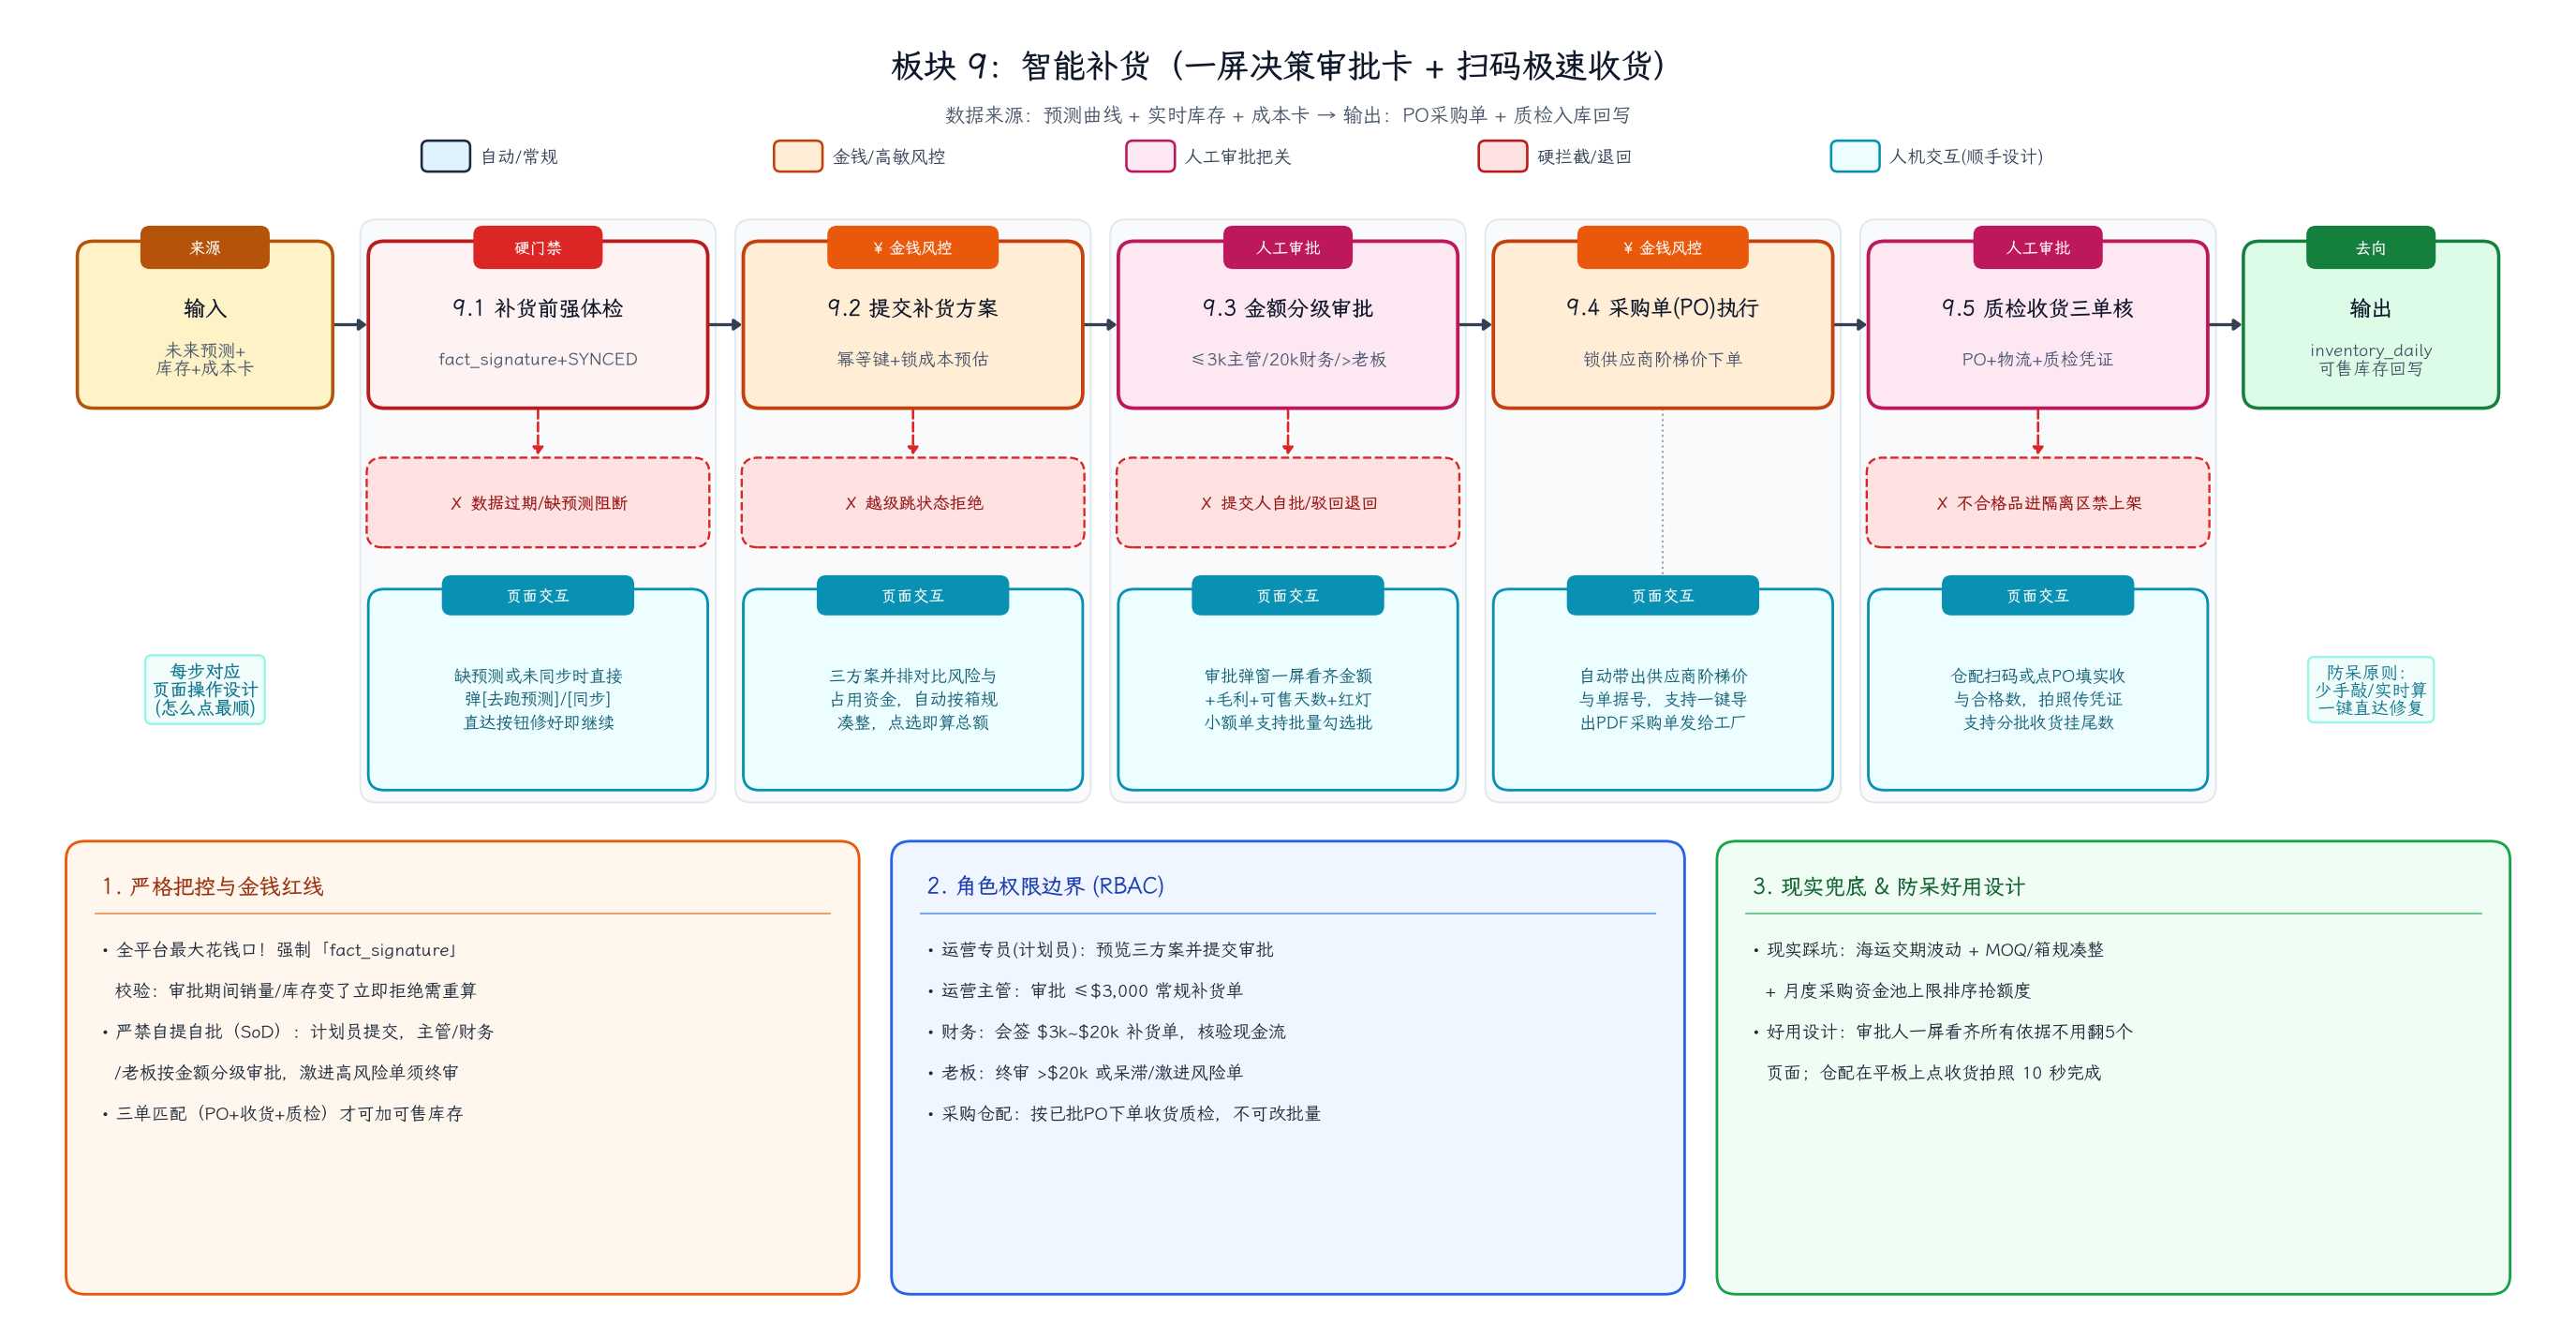 板块 9：智能补货（一屏决策审批卡 + 扫码极速收货）
数据来源：预测曲线 + 实时库存 + 成本卡 → 输出：PO采购单 + 质检入库回写
自动/常规
金钱/高敏风控
人工审批把关
硬拦截/退回
人机交互(顺手设计)
来源
输入
未来预测+
库存+成本卡
硬门禁
9.1 补货前强体检
fact_signature+SYNCED
¥ 金钱风控
9.2 提交补货方案
幂等键+锁成本预估
人工审批
9.3 金额分级审批
≤3k主管/20k财务/>老板
¥ 金钱风控
9.4 采购单(PO)执行
锁供应商阶梯价下单
人工审批
9.5 质检收货三单核
PO+物流+质检凭证
去向
输出
inventory_daily
可售库存回写
X 数据过期/缺预测阻断
X 越级跳状态拒绝
X 提交人自批/驳回退回
X 不合格品进隔离区禁上架
每步对应
页面操作设计
(怎么点最顺)
页面交互
缺预测或未同步时直接
弹[去跑预测]/[同步]
直达按钮修好即继续
页面交互
三方案并排对比风险与
占用资金，自动按箱规
凑整，点选即算总额
页面交互
审批弹窗一屏看齐金额
+毛利+可售天数+红灯
小额单支持批量勾选批
页面交互
自动带出供应商阶梯价
与单据号，支持一键导
出PDF采购单发给工厂
页面交互
仓配扫码或点PO填实收
与合格数，拍照传凭证
支持分批收货挂尾数
防呆原则：
少手敲/实时算
一键直达修复
1. 严格把控与金钱红线
• 全平台最大花钱口！强制「fact_signature」
校验：审批期间销量/库存变了立即拒绝需重算
• 严禁自提自批（SoD）：计划员提交，主管/财务
/老板按金额分级审批，激进高风险单须终审
• 三单匹配（PO+收货+质检）才可加可售库存
2. 角色权限边界 (RBAC)
• 运营专员(计划员)：预览三方案并提交审批
• 运营主管：审批 ≤$3,000 常规补货单
• 财务：会签 $3k~$20k 补货单，核验现金流
• 老板：终审 >$20k 或呆滞/激进风险单
• 采购仓配：按已批PO下单收货质检，不可改批量
3. 现实兜底 & 防呆好用设计
• 现实踩坑：海运交期波动 + MOQ/箱规凑整
+ 月度采购资金池上限排序抢额度
• 好用设计：审批人一屏看齐所有依据不用翻5个
页面；仓配在平板上点收货拍照 10 秒完成